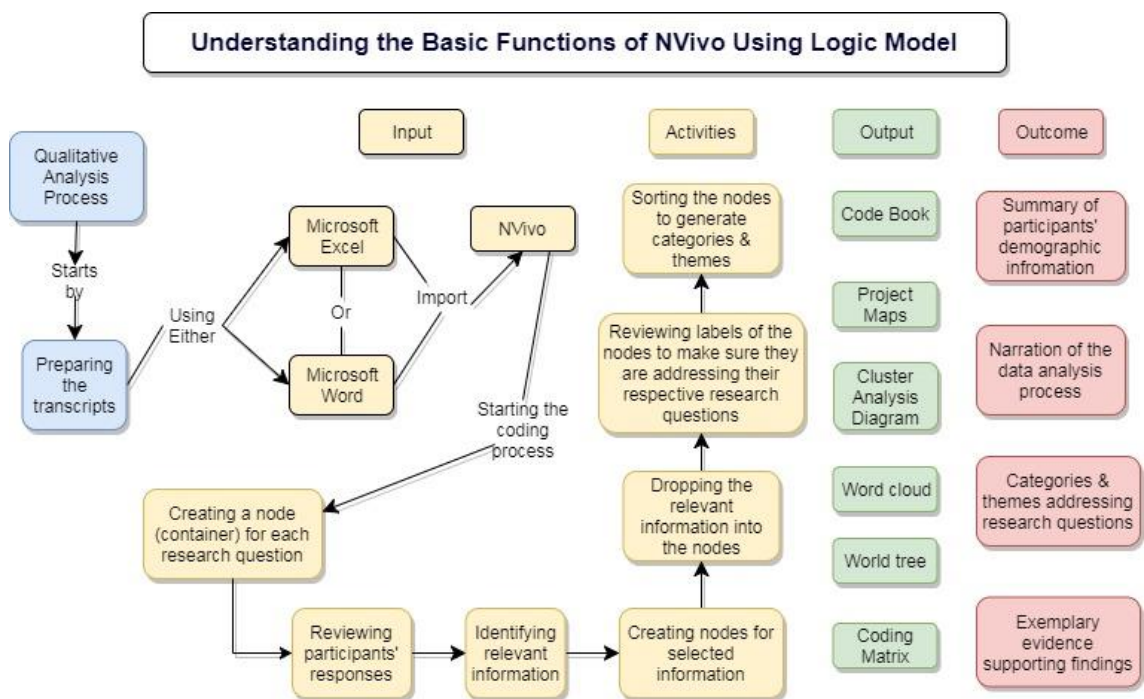 Understanding the Basic Functions of NVivo Using Logic Model
Input
Activities
Output
Outcome
Qualitative
Analysis
Process
Starts
by
Preparing
the
transcripts
Using
Either
Microsoft
Excel
Or
Microsoft
Word
Import
NVivo
Starting the
coding
process
Creating a node
(container) for each
research question
Reviewing
participants'
responses
Identifying
relevant
information
Creating nodes for
selected
information
Dropping the
relevant
information into
the nodes
Reviewing labels of the
nodes to make sure they
are addressing their
respective research
questions
Sorting the nodes
to generate
categories &
themes
Code Book
Project
Maps
Cluster
Analysis
Diagram
Word cloud
World tree
Coding
Matrix
Summary of
participants'
demographic
infromation
Narration of the
data analysis
process
Categories &
themes addressing
research questions
Exemplary
evidence
supporting findings